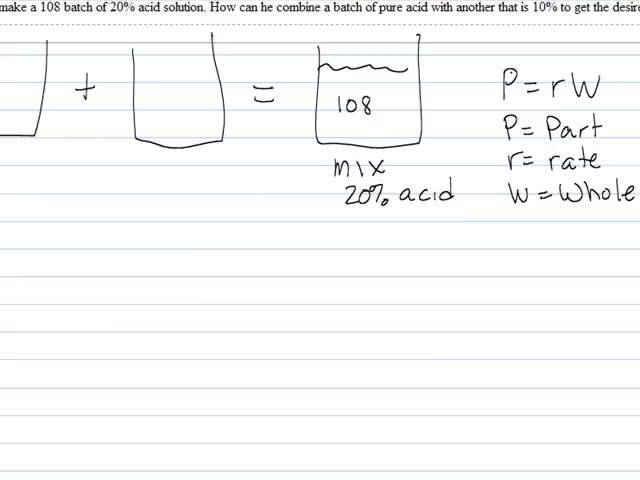 make a 108 batch of 20% acid solution. How can he combine a batch of pure acid with another that is 10% to get the desire
+ = 108
mix
20% acid
P = rW
P = Part
r = rate
W = Whole